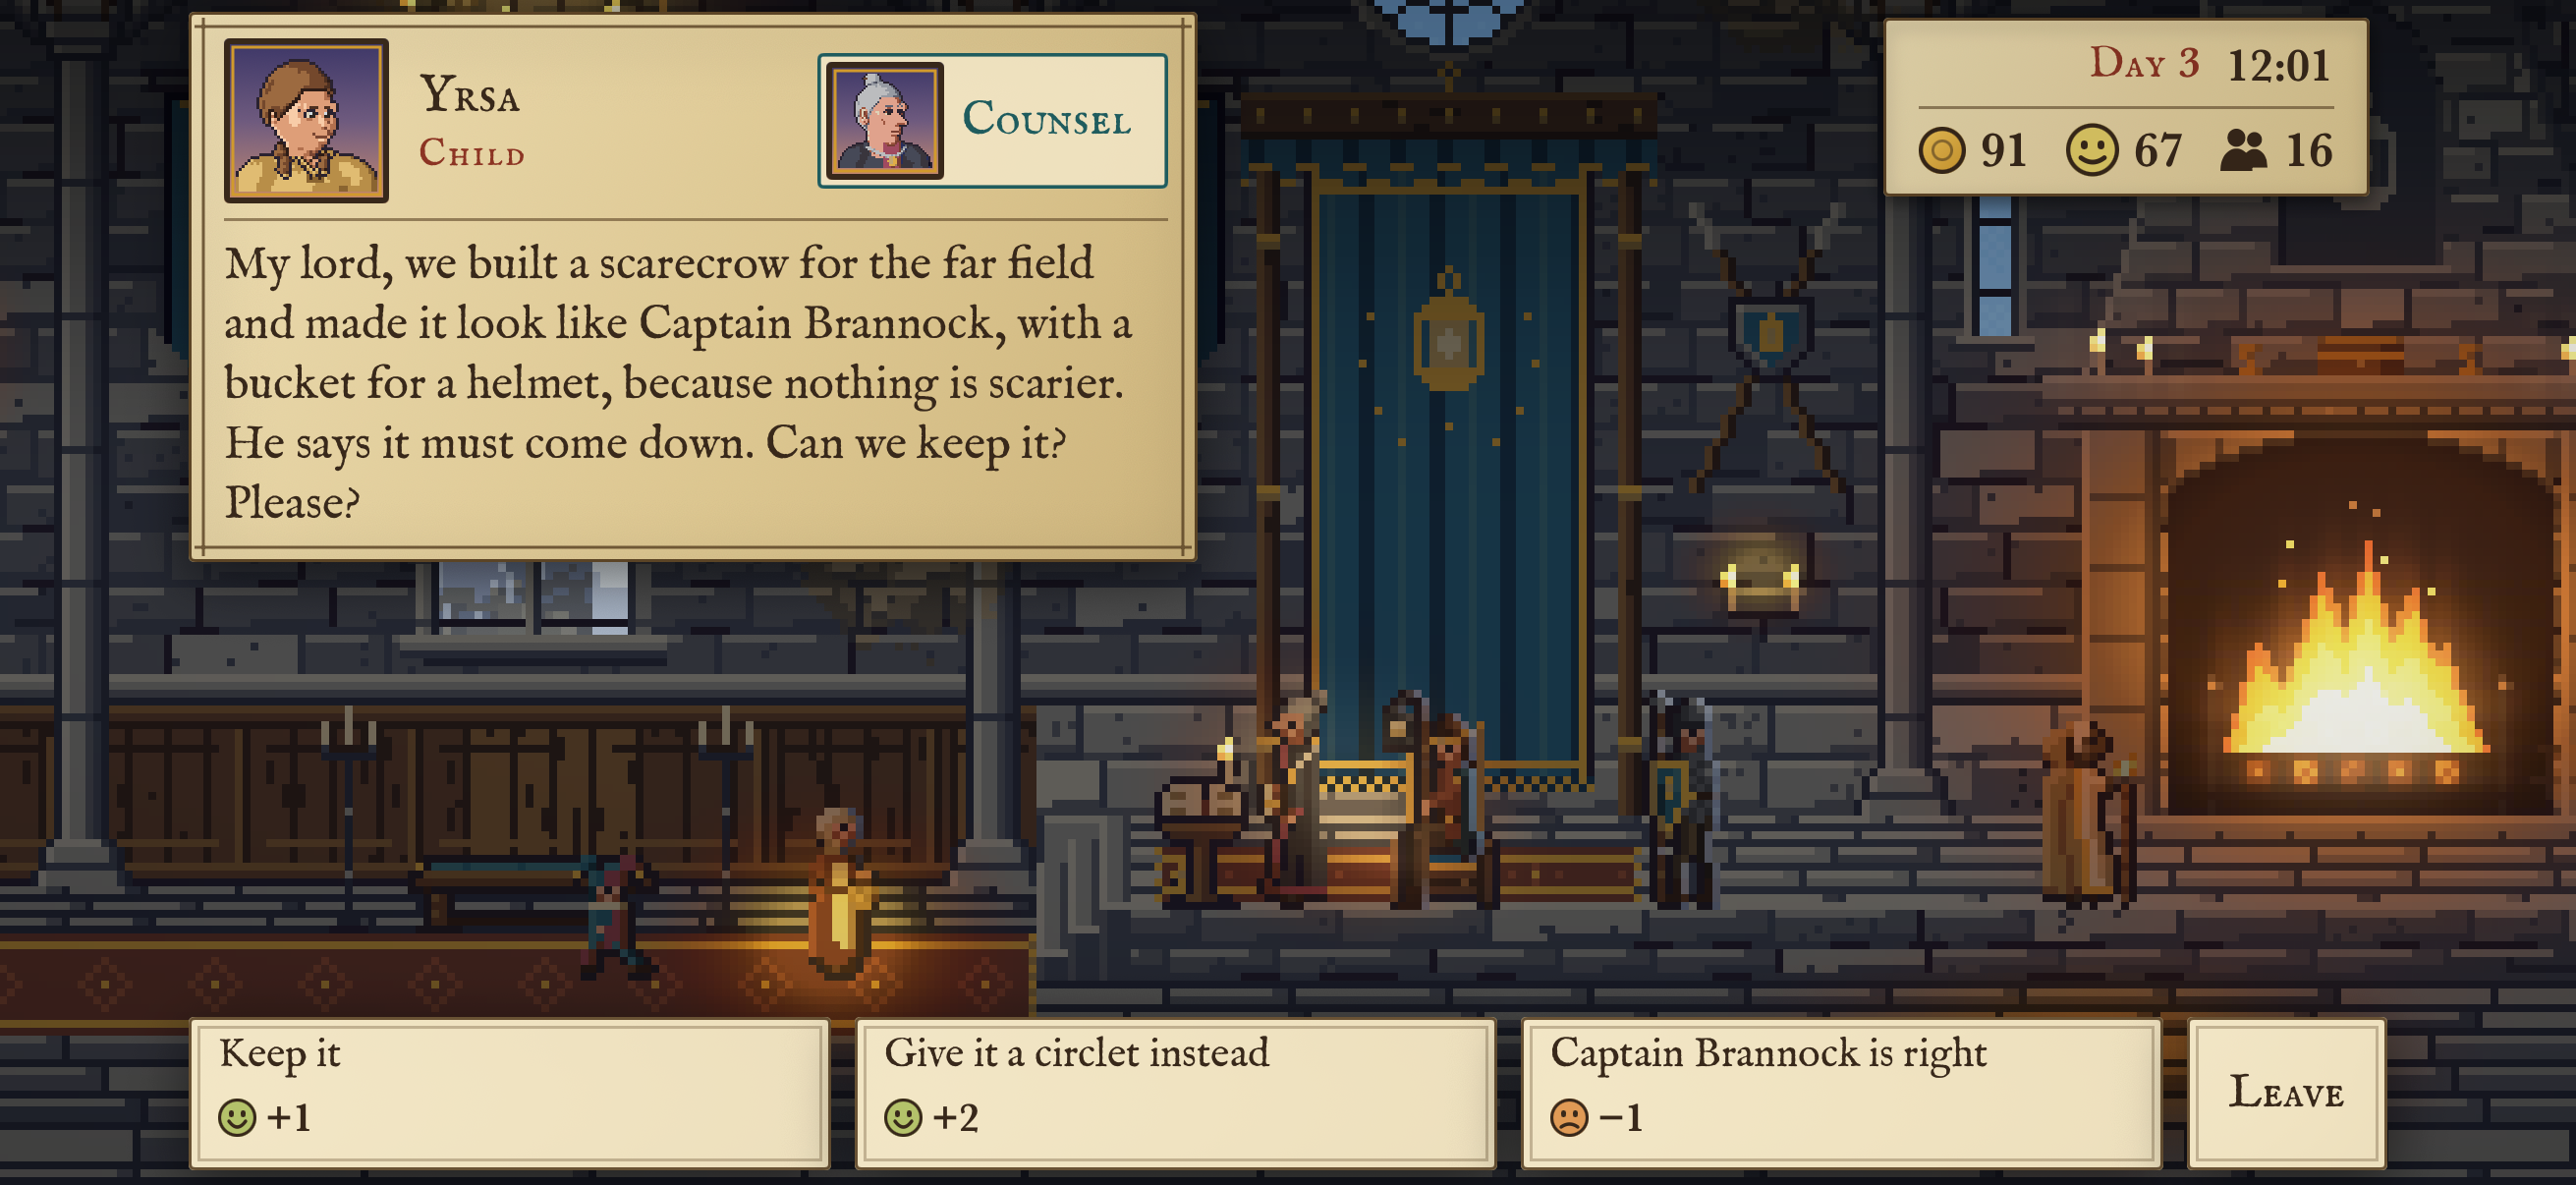 Yrsa
Child
Counsel
My lord, we built a scarecrow for the far field
and made it look like Captain Brannock, with a
bucket for a helmet, because nothing is scarier.
He says it must come down. Can we keep it?
Please?
Day 3 12:01
91 67 16
Keep it
+1
Give it a circlet instead
+2
Captain Brannock is right
−1
Leave